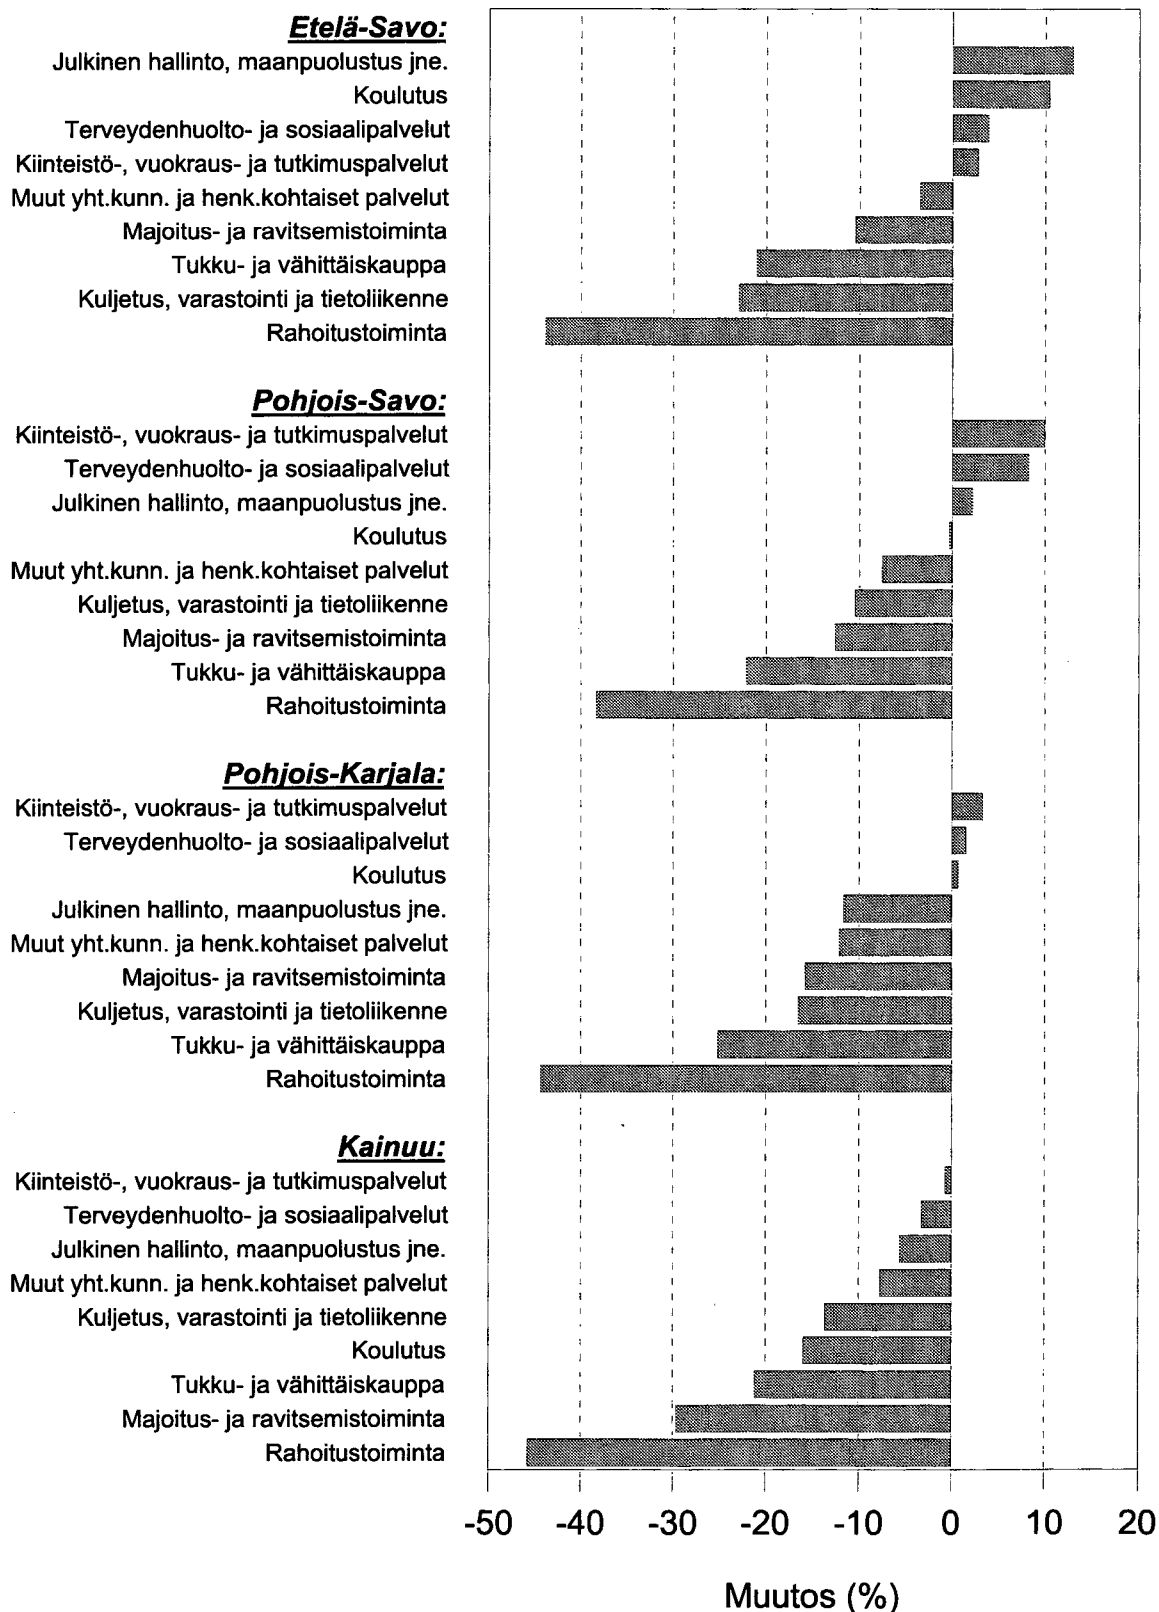 Etelä-Savo:
Julkinen hallinto, maanpuolustus jne.
Koulutus
Terveydenhuolto- ja sosiaalipalvelut
Kiinteistö-, vuokraus- ja tutkimuspalvelut
Muut yht.kunn. ja henk.kohtaiset palvelut
Majoitus- ja ravitsemistoiminta
Tukku- ja vähittäiskauppa
Kuljetus, varastointi ja tietoliikenne
Rahoitustoiminta
Pohjois-Savo:
Kiinteistö-, vuokraus- ja tutkimuspalvelut
Terveydenhuolto- ja sosiaalipalvelut
Julkinen hallinto, maanpuolustus jne.
Koulutus
Muut yht.kunn. ja henk.kohtaiset palvelut
Kuljetus, varastointi ja tietoliikenne
Majoitus- ja ravitsemistoiminta
Tukku- ja vähittäiskauppa
Rahoitustoiminta
Pohjois-Karjala:
Kiinteistö-, vuokraus- ja tutkimuspalvelut
Terveydenhuolto- ja sosiaalipalvelut
Koulutus
Julkinen hallinto, maanpuolustus jne.
Muut yht.kunn. ja henk.kohtaiset palvelut
Majoitus- ja ravitsemistoiminta
Kuljetus, varastointi ja tietoliikenne
Tukku- ja vähittäiskauppa
Rahoitustoiminta
Kainuu:
Kiinteistö-, vuokraus- ja tutkimuspalvelut
Terveydenhuolto- ja sosiaalipalvelut
Julkinen hallinto, maanpuolustus jne.
Muut yht.kunn. ja henk.kohtaiset palvelut
Kuljetus, varastointi ja tietoliikenne
Koulutus
Tukku- ja vähittäiskauppa
Majoitus- ja ravitsemistoiminta
Rahoitustoiminta
-50 -40 -30 -20 -10 0 10 20
Muutos (%)